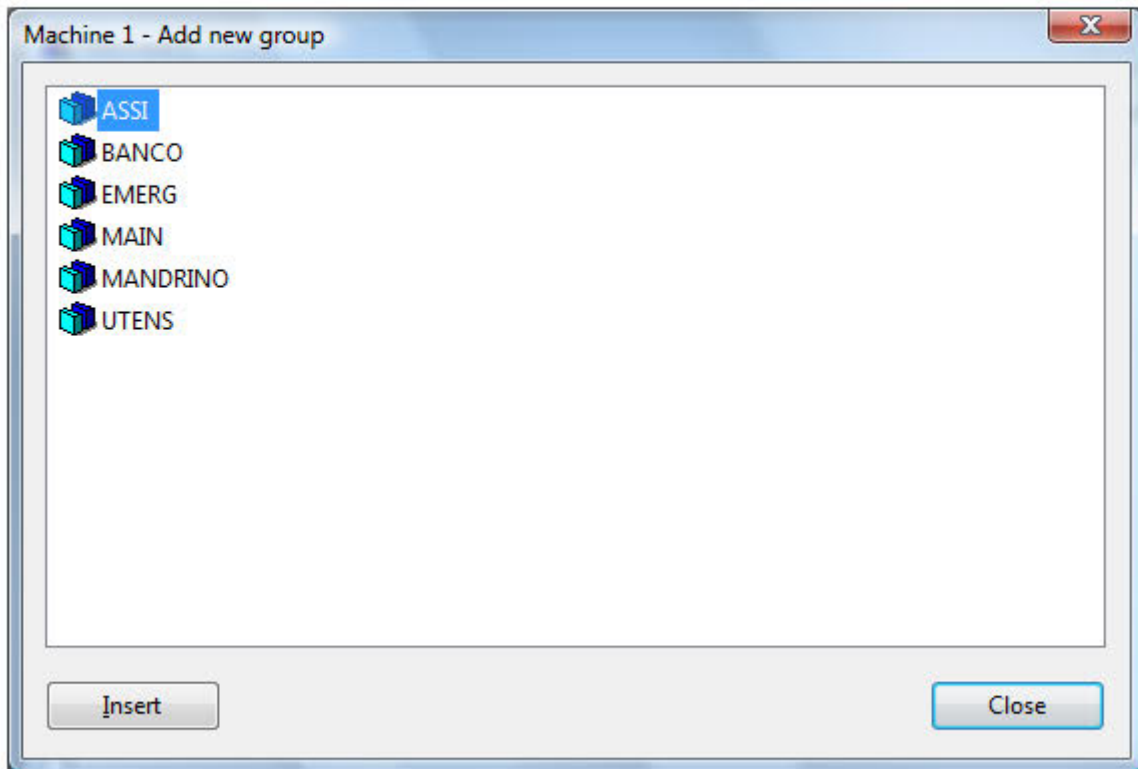 Machine 1 - Add new group
ASSI
BANCO
EMERG
MAIN
MANDRINO
UTENS
Insert Close